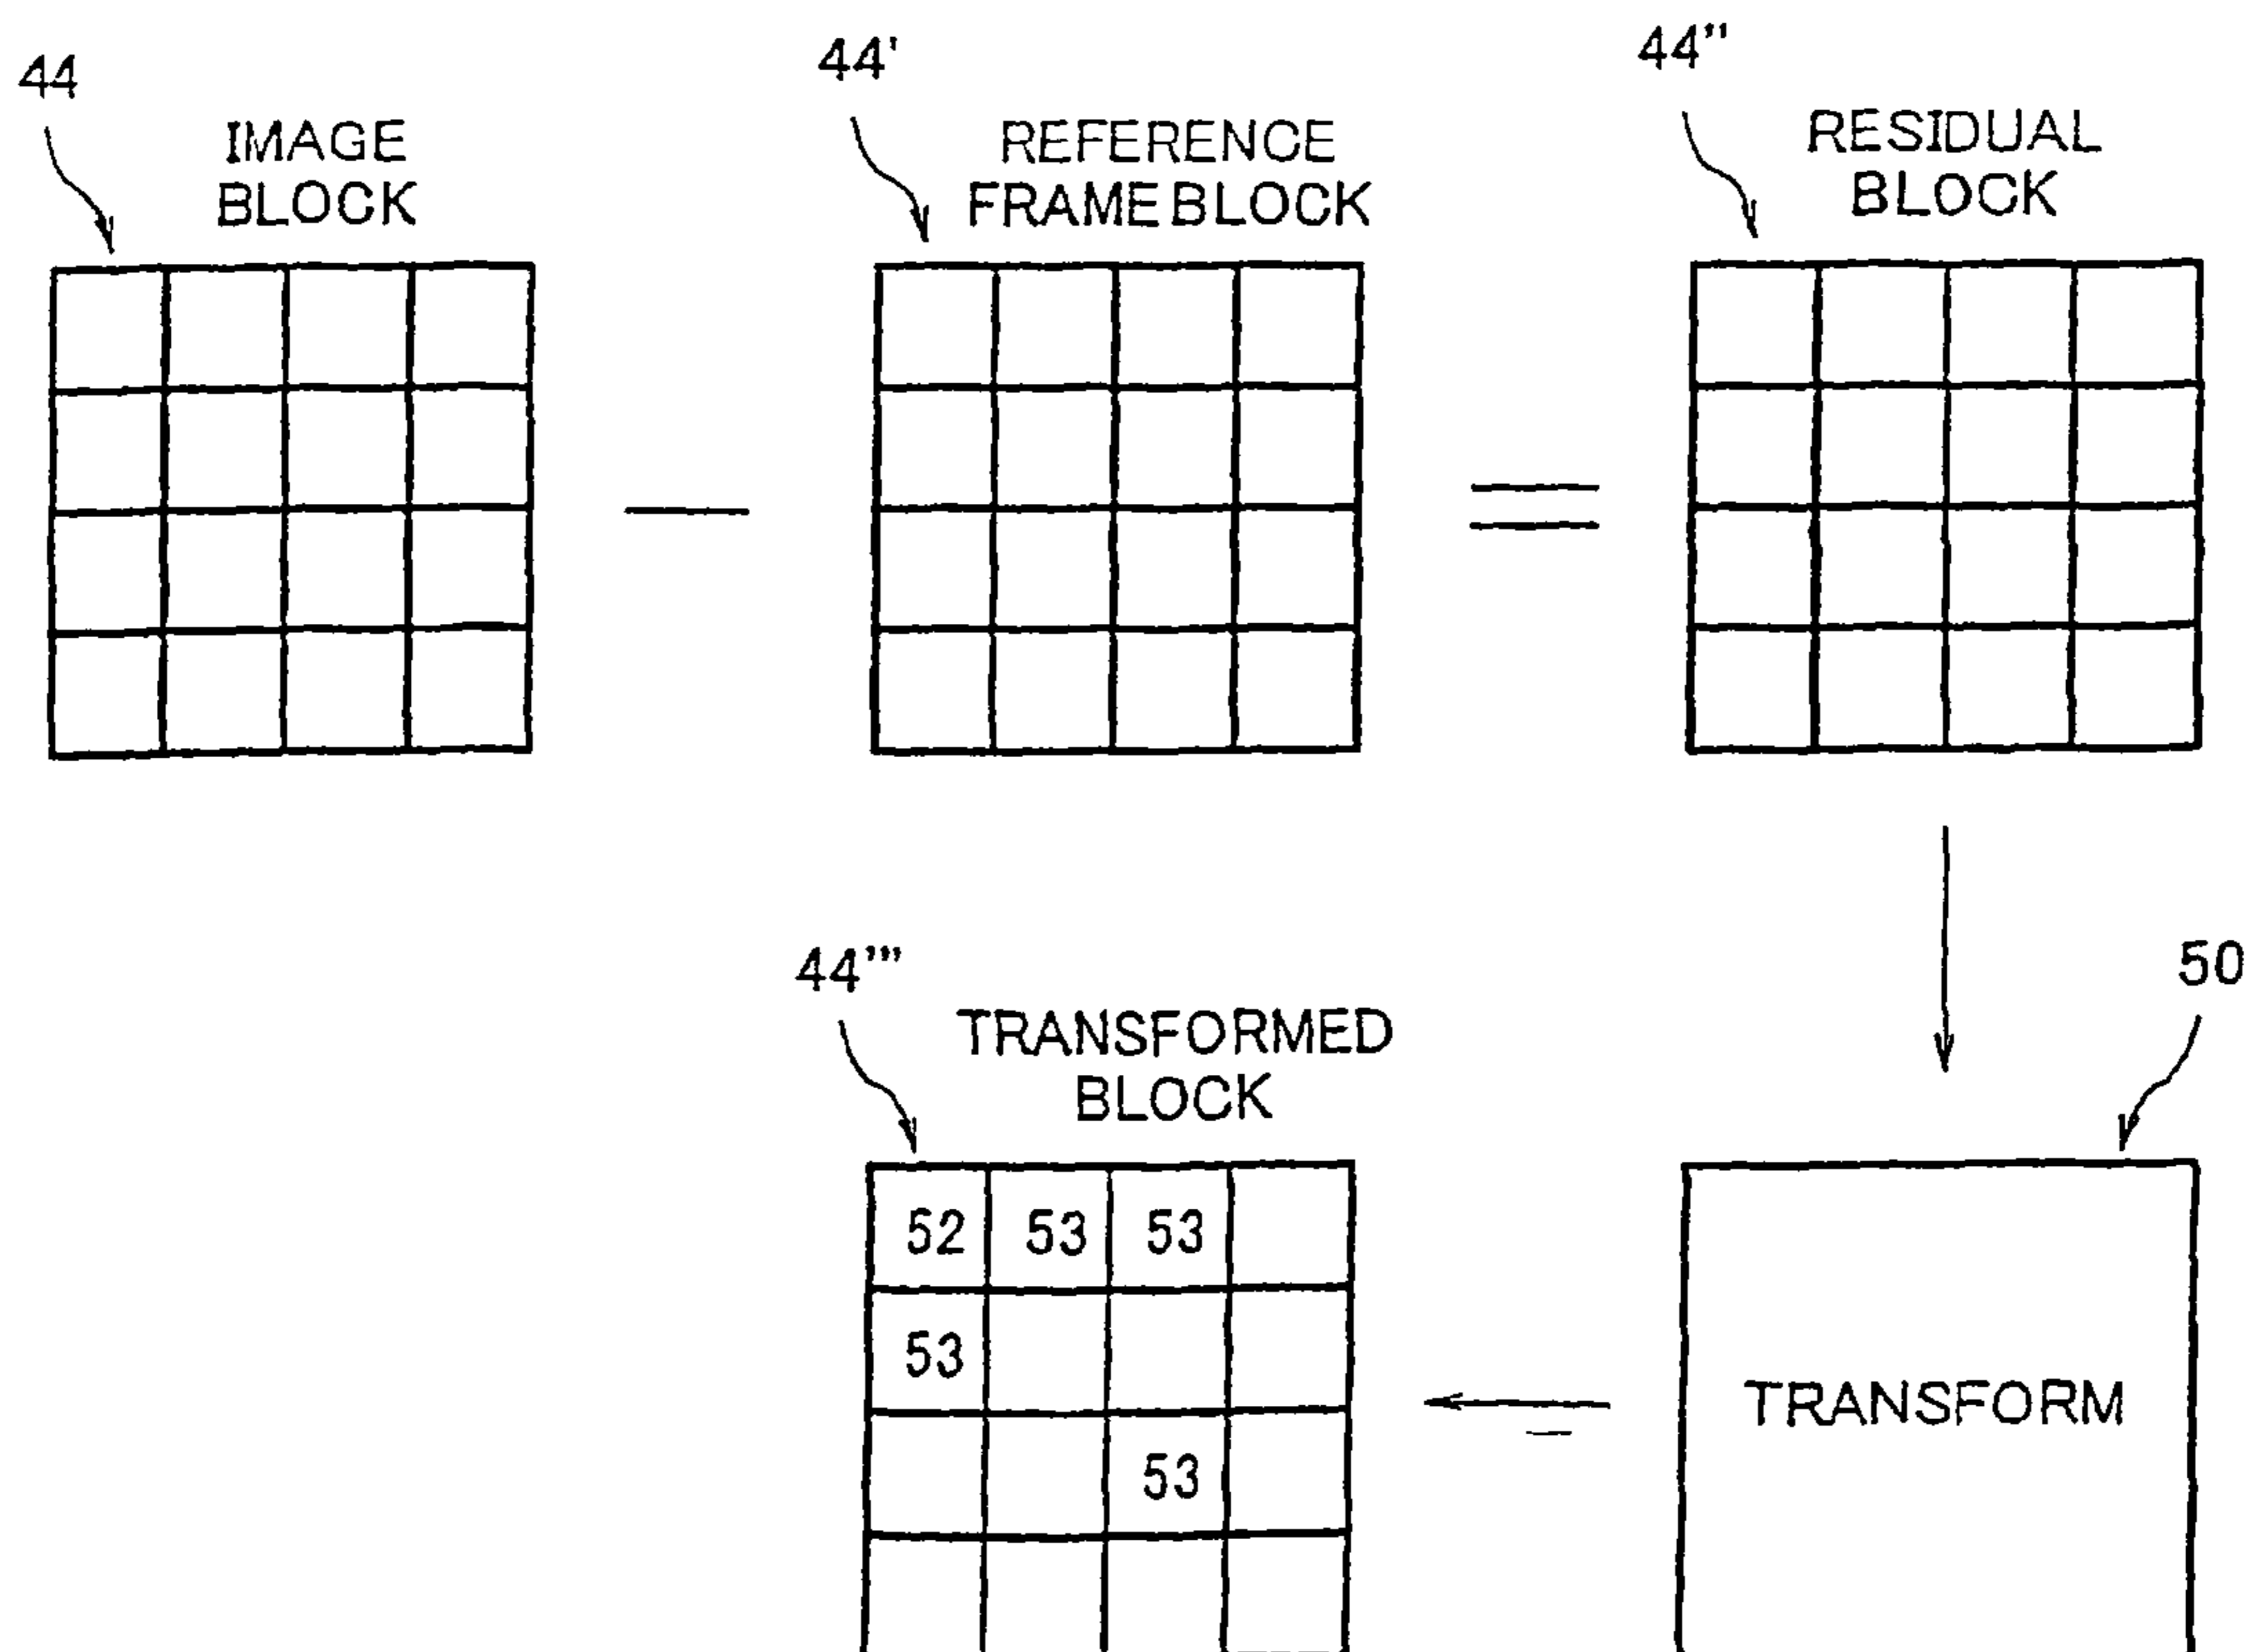 44
IMAGE
BLOCK
44'
REFERENCE
FRAME BLOCK
44"
RESIDUAL
BLOCK
44"'
TRANSFORMED
BLOCK
50
52 53 53
53
53
TRANSFORM